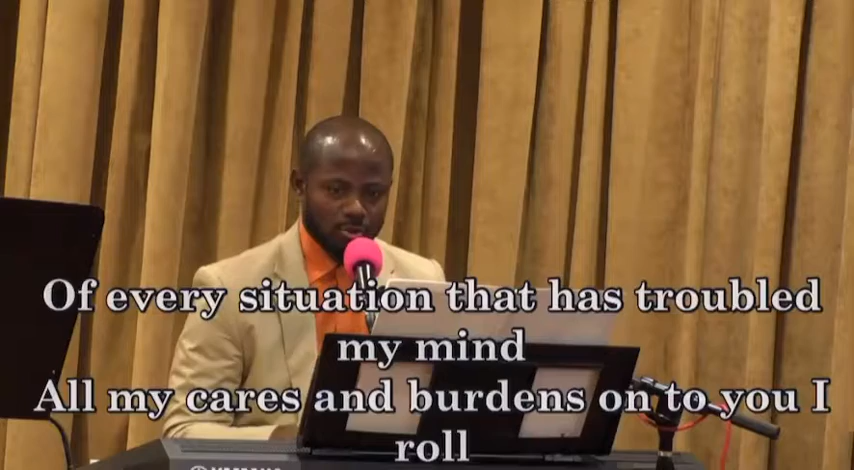 Of every situation that has troubled
my mind
All my cares and burdens on to you I
roll